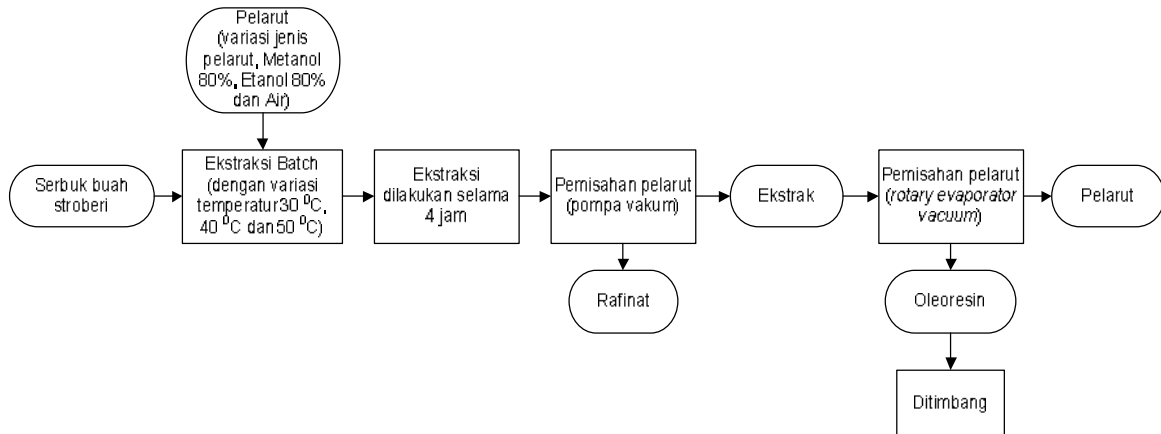 Pelarut
(variasi jenis
pelarut, Metanol
80%, Etanol 80%
dan Air)
Serbuk buah
stroberi
Ekstraksi Batch
(dengan variasi
temperatur 30 ⁰C,
40 ⁰C dan 50 ⁰C)
Ekstraksi
dilakukan selama
4 jam
Pemisahan pelarut
(pompa vakum)
Rafinat
Ekstrak
Pemisahan pelarut
(rotary evaporator
vacuum)
Pelarut
Oleoresin
Ditimbang